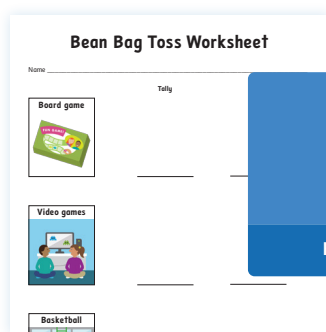 Bean Bag Toss Worksheet
Name
Tally
Board game
FUN GAME!
Video games
Basketball